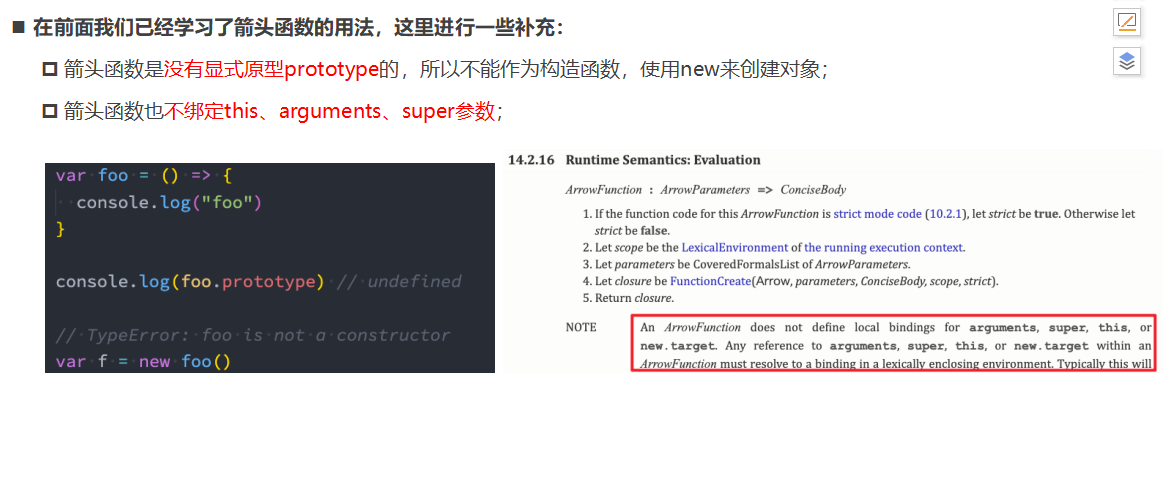 在前面我们已经学习了箭头函数的用法，这里进行一些补充：
箭头函数是没有显式原型prototype的，所以不能作为构造函数，使用new来创建对象；
箭头函数也不绑定this、arguments、super参数；
var foo = () => {
console.log("foo")
}
console.log(foo.prototype) // undefined
// TypeError: foo is not a constructor
var f = new foo()
14.2.16 Runtime Semantics: Evaluation
ArrowFunction : ArrowParameters => ConciseBody
1. If the function code for this ArrowFunction is strict mode code (10.2.1), let strict be true. Otherwise let
strict be false.
2. Let scope be the LexicalEnvironment of the running execution context.
3. Let parameters be CoveredFormalsList of ArrowParameters.
4. Let closure be FunctionCreate(Arrow, parameters, ConciseBody, scope, strict).
5. Return closure.
NOTE An ArrowFunction does not define local bindings for arguments, super, this, or
new.target. Any reference to arguments, super, this, or new.target within an
ArrowFunction must resolve to a binding in a lexically enclosing environment. Typically this will